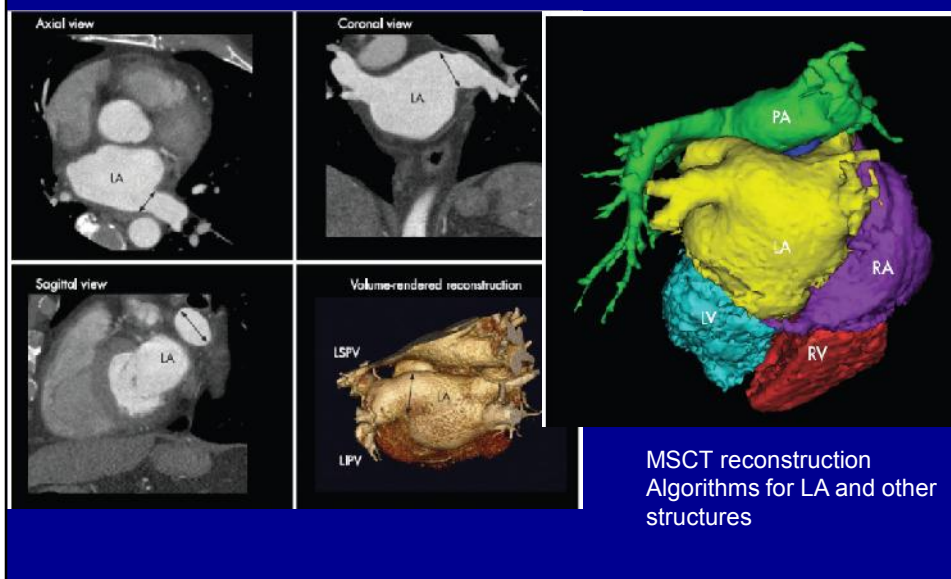 Axial view
Coronal view
LA
LA
Sagittal view
Volume-rendered reconstruction
LA
LSPV
LA
LIPV
PA
LA
RA
LV
RV
MSCT reconstruction
Algorithms for LA and other
structures